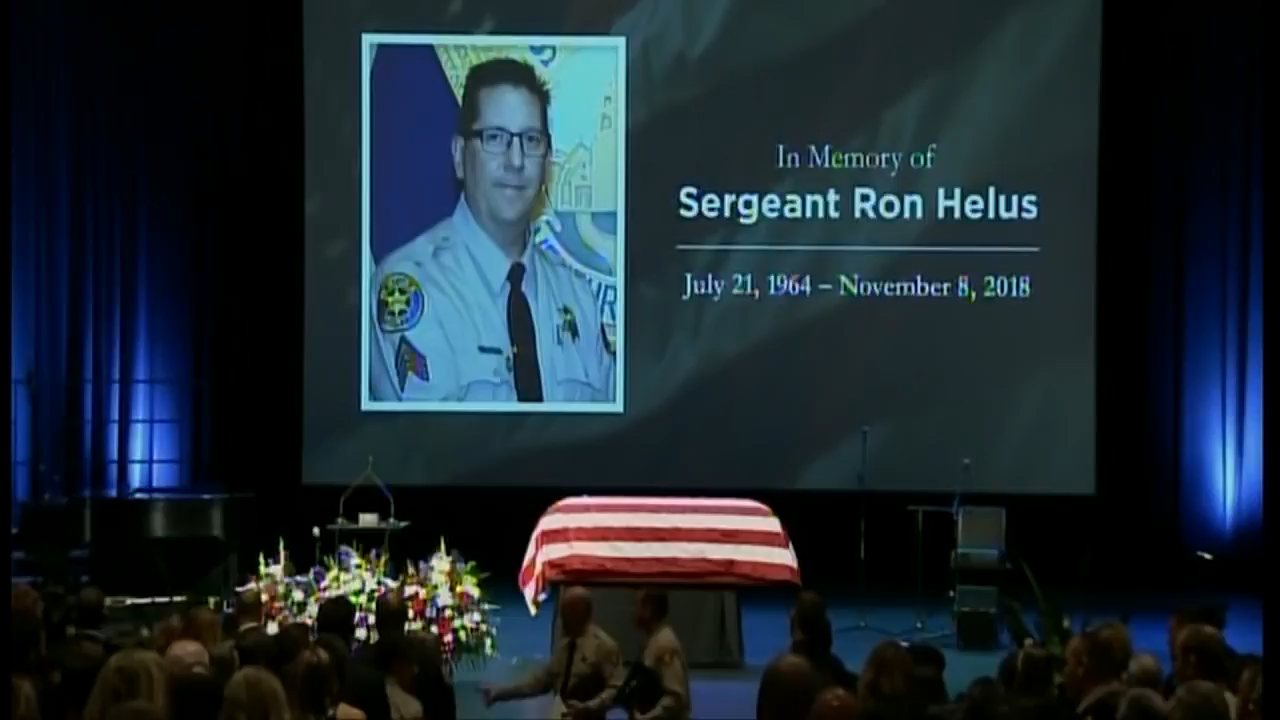 In Memory of
Sergeant Ron Helus
July 21, 1964 – November 8, 2018